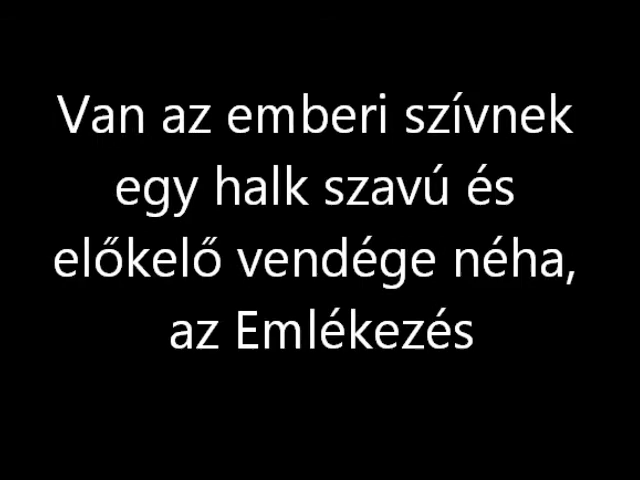 Van az emberi szívnek
egy halk szavú és
előkelő vendége néha,
az Emlékezés